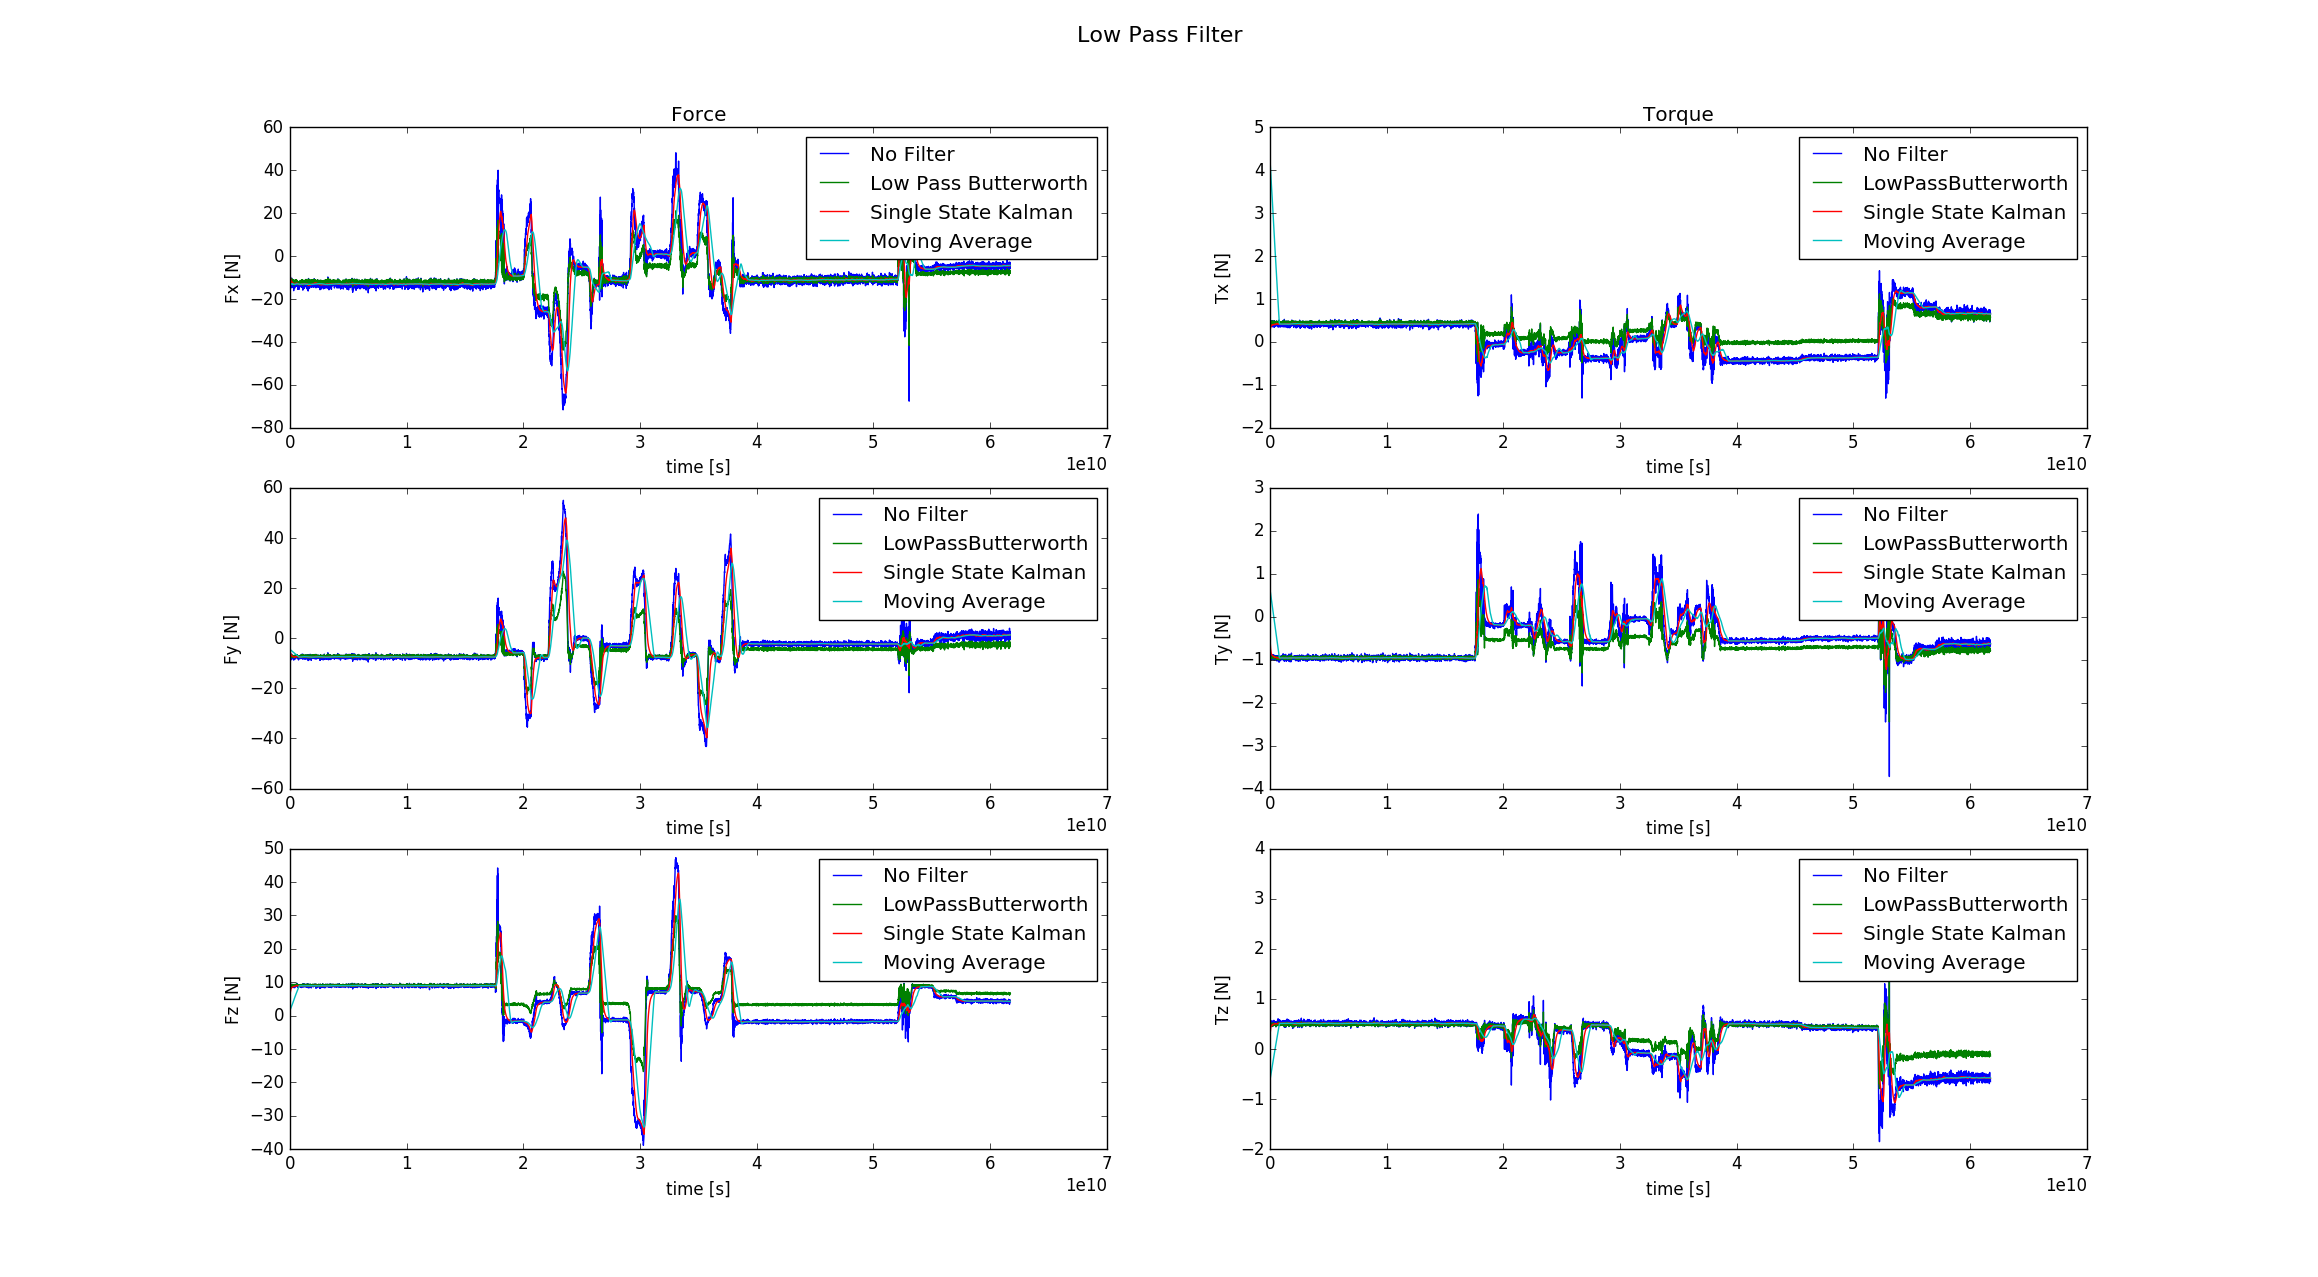 Low Pass Filter
Force
60
40
20
0
−20
−40
−60
−80
Fx [N]
No Filter
Low Pass Butterworth
Single State Kalman
Moving Average
0 1 2 3 4 5 6 7
time [s]
1e10
Torque
5
4
3
2
1
0
−1
−2
Tx [N]
No Filter
LowPassButterworth
Single State Kalman
Moving Average
0 1 2 3 4 5 6 7
time [s]
1e10
60
40
20
0
−20
−40
−60
Fy [N]
No Filter
LowPassButterworth
Single State Kalman
Moving Average
0 1 2 3 4 5 6 7
time [s]
1e10
3
2
1
0
−1
−2
−3
−4
Ty [N]
No Filter
LowPassButterworth
Single State Kalman
Moving Average
0 1 2 3 4 5 6 7
time [s]
1e10
50
40
30
20
10
0
−10
−20
−30
−40
Fz [N]
No Filter
LowPassButterworth
Single State Kalman
Moving Average
0 1 2 3 4 5 6 7
time [s]
1e10
4
3
2
1
0
−1
−2
Tz [N]
No Filter
LowPassButterworth
Single State Kalman
Moving Average
0 1 2 3 4 5 6 7
time [s]
1e10